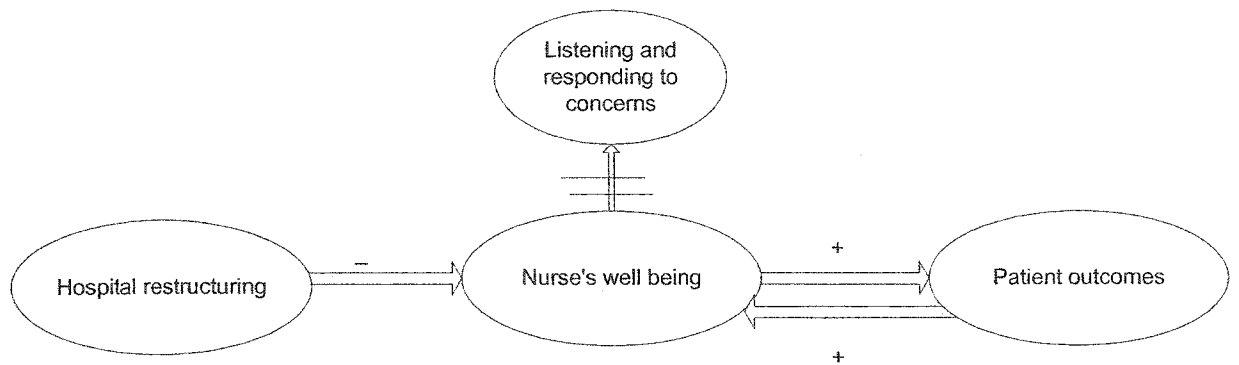 Listening and
responding to
concerns
–
+
Hospital restructuring
Nurse's well being
Patient outcomes
+